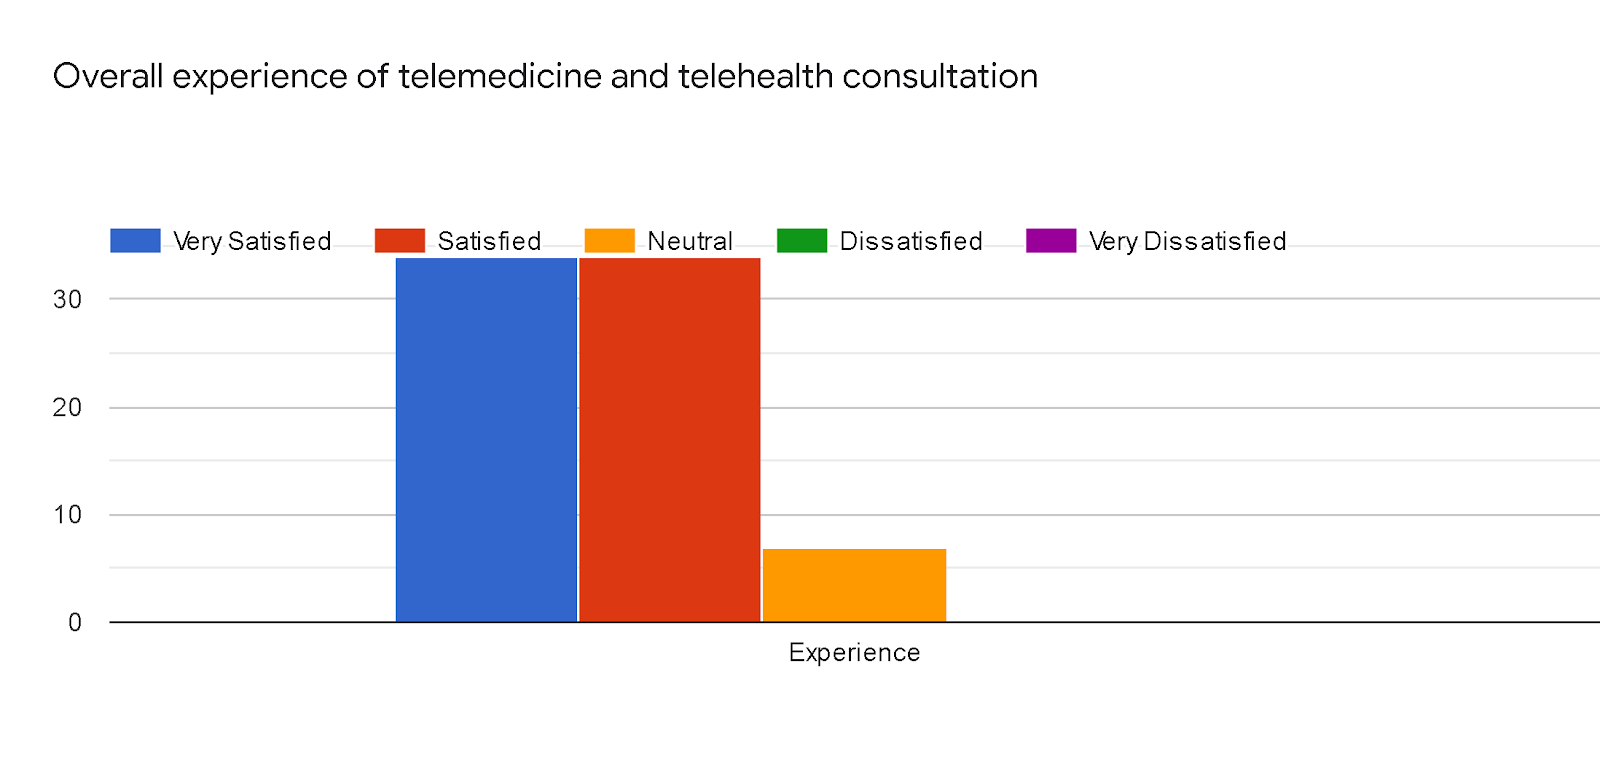 Overall experience of telemedicine and telehealth consultation
Very Satisfied Satisfied Neutral Dissatisfied Very Dissatisfied
30
20
10
0
Experience